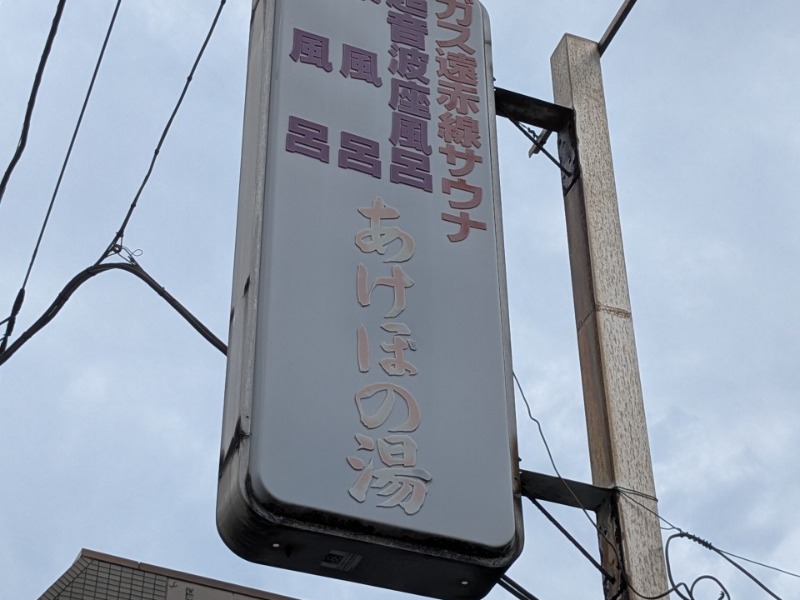 ガス遠赤線サウナ
超音波座風呂
風呂
風呂
あけぼの湯